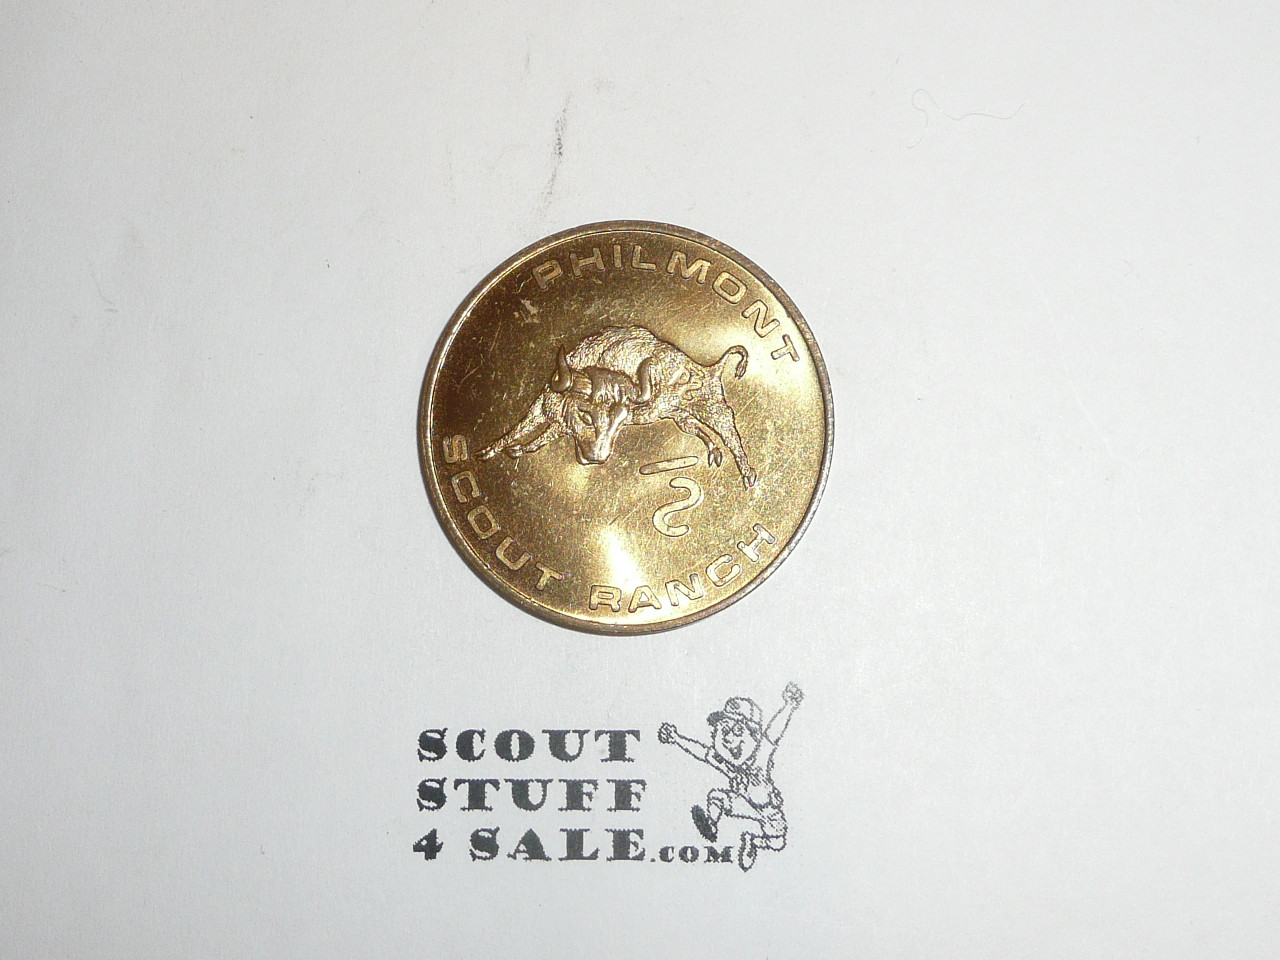 PHILMONT
SCOUT RANCH
SCOUT
STUFF
4 SALE.COM